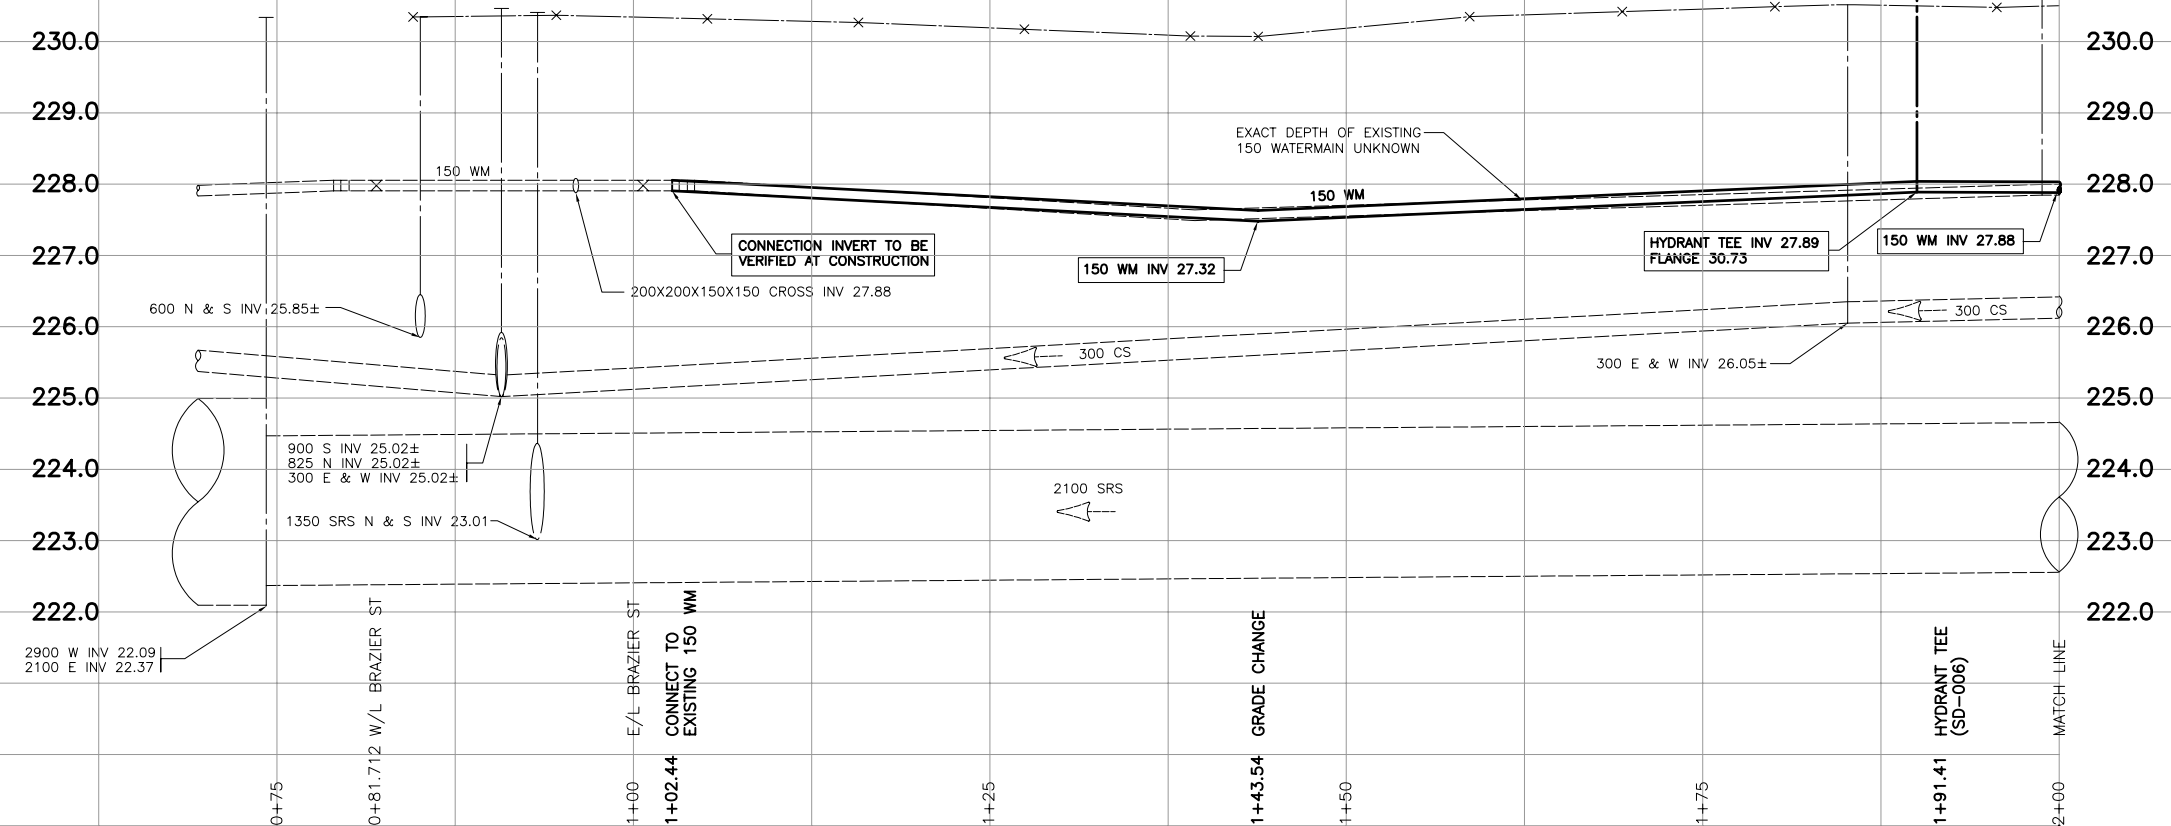 230.0
230.0
229.0
229.0
EXACT DEPTH OF EXISTING
150 WATERMAIN UNKNOWN
150 WM
228.0
150 WM
228.0
CONNECTION INVERT TO BE
VERIFIED AT CONSTRUCTION
HYDRANT TEE INV 27.89
FLANGE 30.73
150 WM INV 27.88
227.0
150 WM INV 27.32
227.0
200X200X150X150 CROSS INV 27.88
600 N & S INV 25.85±
300 CS
226.0
226.0
300 CS
300 E & W INV 26.05±
225.0
225.0
900 S INV 25.02±
825 N INV 25.02±
300 E & W INV 25.02±
224.0
224.0
2100 SRS
1350 SRS N & S INV 23.01
223.0
223.0
222.0
222.0
2900 W INV 22.09
2100 E INV 22.37
0+75
0+81.712 W/L BRAZIER ST
1+00
E/L BRAZIER ST
1+02.44 CONNECT TO
EXISTING 150 WM
1+25
1+43.54 GRADE CHANGE
1+50
1+75
1+91.41 HYDRANT TEE
(SD-006)
2+00
MATCH LINE